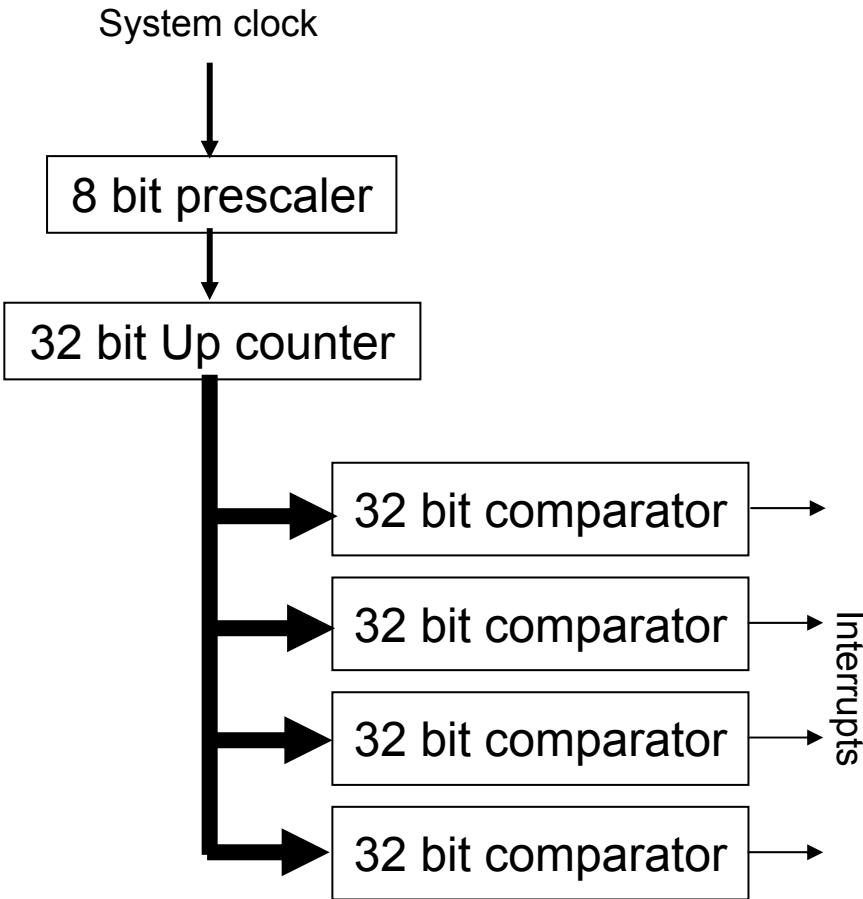 System clock
8 bit prescaler
32 bit Up counter
32 bit comparator
32 bit comparator
32 bit comparator
32 bit comparator
Interrupts